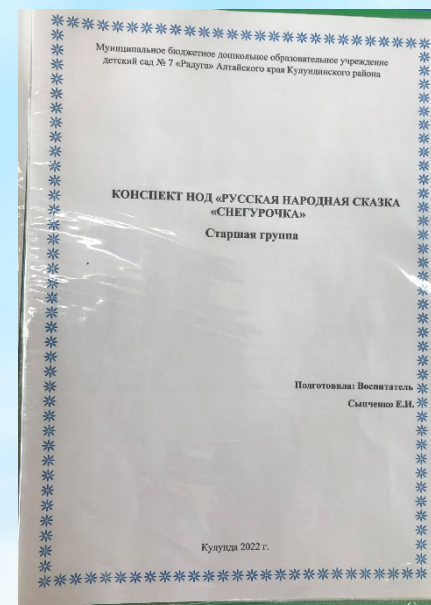 Муниципальное бюджетное дошкольное образовательное учреждение
детский сад № 7 «Радуга» Алтайского края Кулундинского района
КОНСПЕКТ НОД «РУССКАЯ НАРОДНАЯ СКАЗКА
«СНЕГУРОЧКА»
Старшая группа
Подготовила: Воспитатель
Сыпченко Е.И.
Кулунда 2022 г.